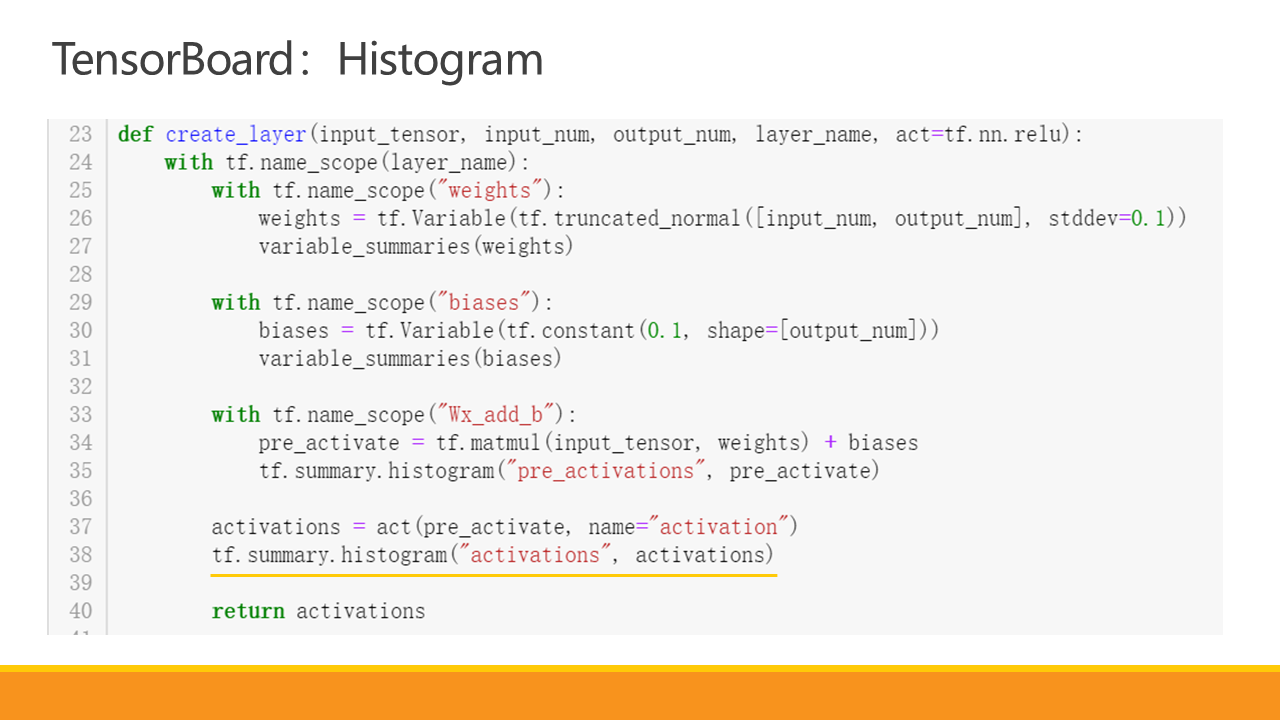 TensorBoard：Histogram
23 def create_layer(input_tensor, input_num, output_num, layer_name, act=tf.nn.relu):
24     with tf.name_scope(layer_name):
25         with tf.name_scope("weights"):
26             weights = tf.Variable(tf.truncated_normal([input_num, output_num], stddev=0.1))
27             variable_summaries(weights)
28
29         with tf.name_scope("biases"):
30             biases = tf.Variable(tf.constant(0.1, shape=[output_num]))
31             variable_summaries(biases)
32
33         with tf.name_scope("Wx_add_b"):
34             pre_activate = tf.matmul(input_tensor, weights) + biases
35             tf.summary.histogram("pre_activations", pre_activate)
36
37         activations = act(pre_activate, name="activation")
38         tf.summary.histogram("activations", activations)
39
40         return activations